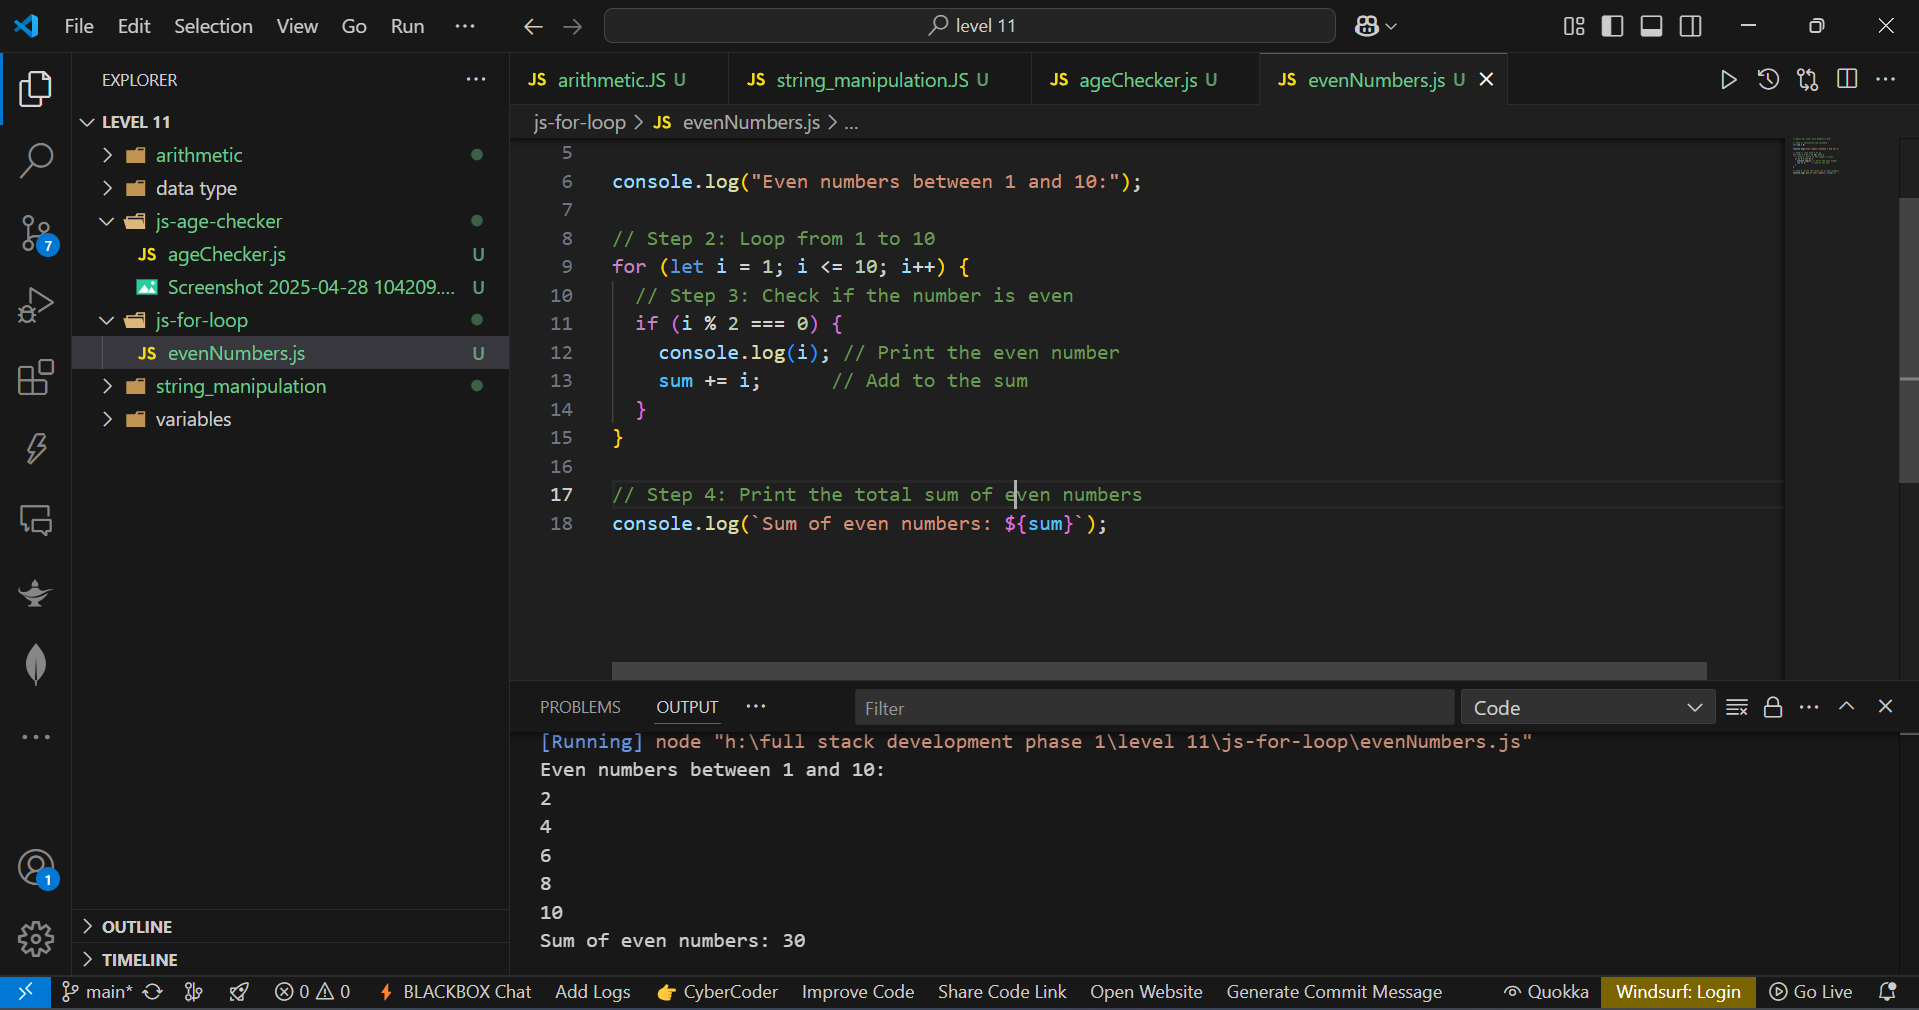 File Edit Selection View Go Run
level 11
EXPLORER
LEVEL 11
arithmetic
data type
js-age-checker
JS ageChecker.js U
Screenshot 2025-04-28 104209.... U
js-for-loop
JS evenNumbers.js U
string_manipulation
variables
OUTLINE
TIMELINE
7
1
JS arithmetic.JS U JS string_manipulation.JS U JS ageChecker.js U JS evenNumbers.js U
js-for-loop > JS evenNumbers.js > ...
5
6 console.log("Even numbers between 1 and 10:");
7
8 // Step 2: Loop from 1 to 10
9 for (let i = 1; i <= 10; i++) {
10 // Step 3: Check if the number is even
11 if (i % 2 === 0) {
12 console.log(i); // Print the even number
13 sum += i; // Add to the sum
14 }
15 }
16
17 // Step 4: Print the total sum of even numbers
18 console.log(`Sum of even numbers: ${sum}`);
PROBLEMS OUTPUT ... Filter Code
[Running] node "h:\full stack development phase 1\level 11\js-for-loop\evenNumbers.js"
Even numbers between 1 and 10:
2
4
6
8
10
Sum of even numbers: 30
main* 0 0 BLACKBOX Chat Add Logs CyberCoder Improve Code Share Code Link Open Website Generate Commit Message Quokka Windsurf: Login Go Live